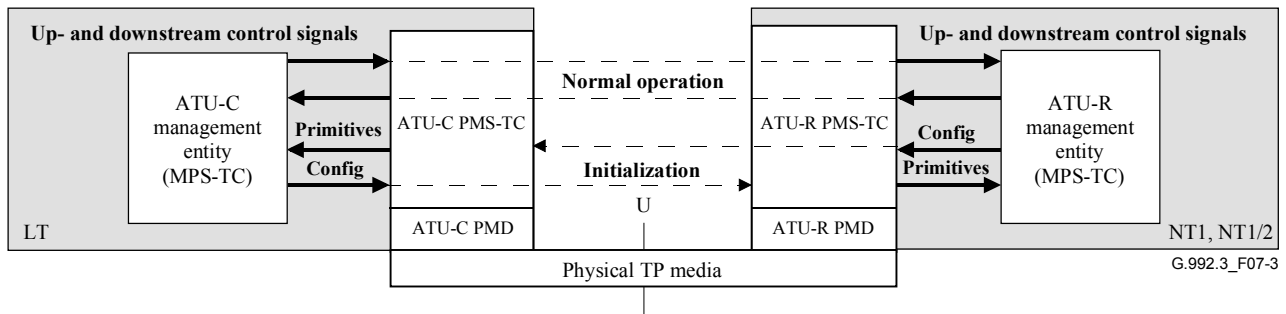 Up- and downstream control signals
Up- and downstream control signals
Normal operation
ATU-C
management
entity
(MPS-TC)
Primitives
Config
ATU-C PMS-TC
ATU-R PMS-TC
Initialization
Config
Primitives
ATU-R
management
entity
(MPS-TC)
U
LT
ATU-C PMD
ATU-R PMD
NT1, NT1/2
Physical TP media
G.992.3_F07-3